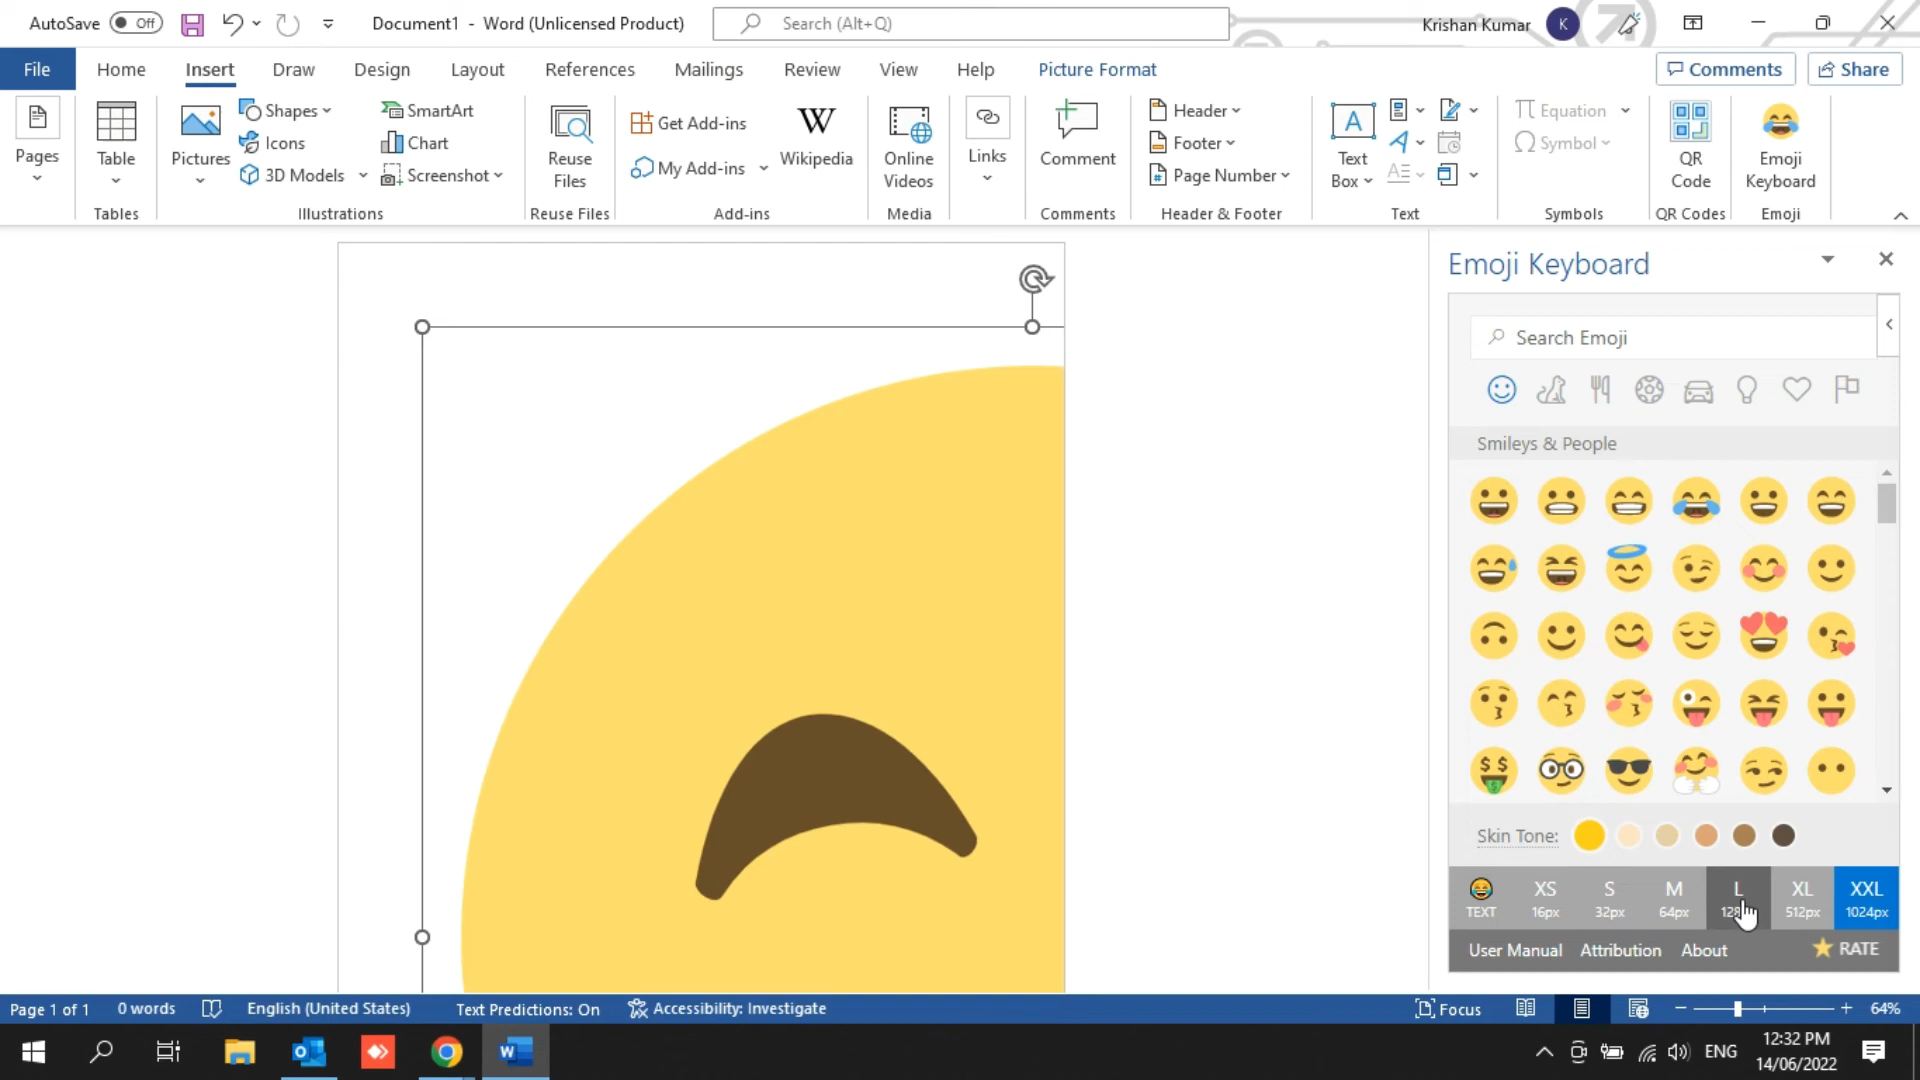 AutoSave Off Document1 - Word (Unlicensed Product) Search (Alt+Q) Krishan Kumar K
File Home Insert Draw Design Layout References Mailings Review View Help Picture Format Comments Share
Pages
Table
Pictures
Shapes
Icons
3D Models
SmartArt
Chart
Screenshot
Reuse
Files
Get Add-ins
My Add-ins
W
Wikipedia
Online
Videos
Links
Comment
Header
Footer
Page Number
Text
Box
Equation
Symbol
QR
Code
Emoji
Keyboard
Tables Illustrations Reuse Files Add-ins Media Comments Header & Footer Text Symbols QR Codes Emoji
Emoji Keyboard
Search Emoji
Smileys & People
Skin Tone:
TEXT
XS
16px
S
32px
M
64px
L
XL
512px
XXL
1024px
User Manual Attribution About RATE
Page 1 of 1 0 words English (United States) Text Predictions: On Accessibility: Investigate Focus 64%
ENG
12:32 PM
14/06/2022